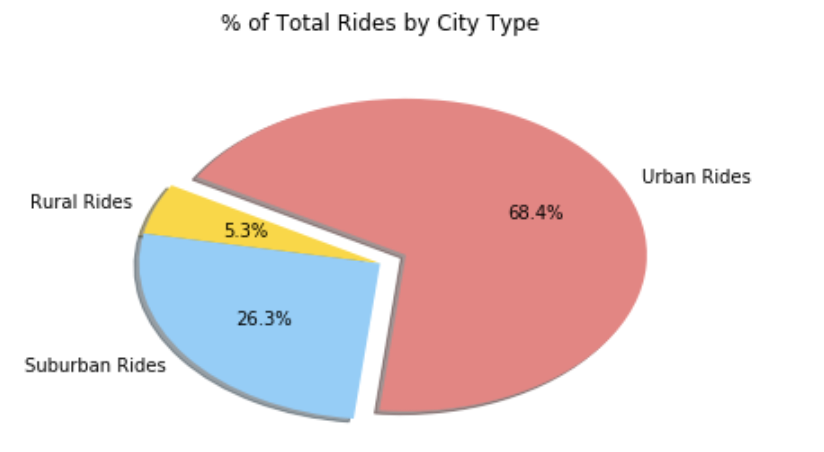 % of Total Rides by City Type
Urban Rides
68.4%
Rural Rides
5.3%
26.3%
Suburban Rides